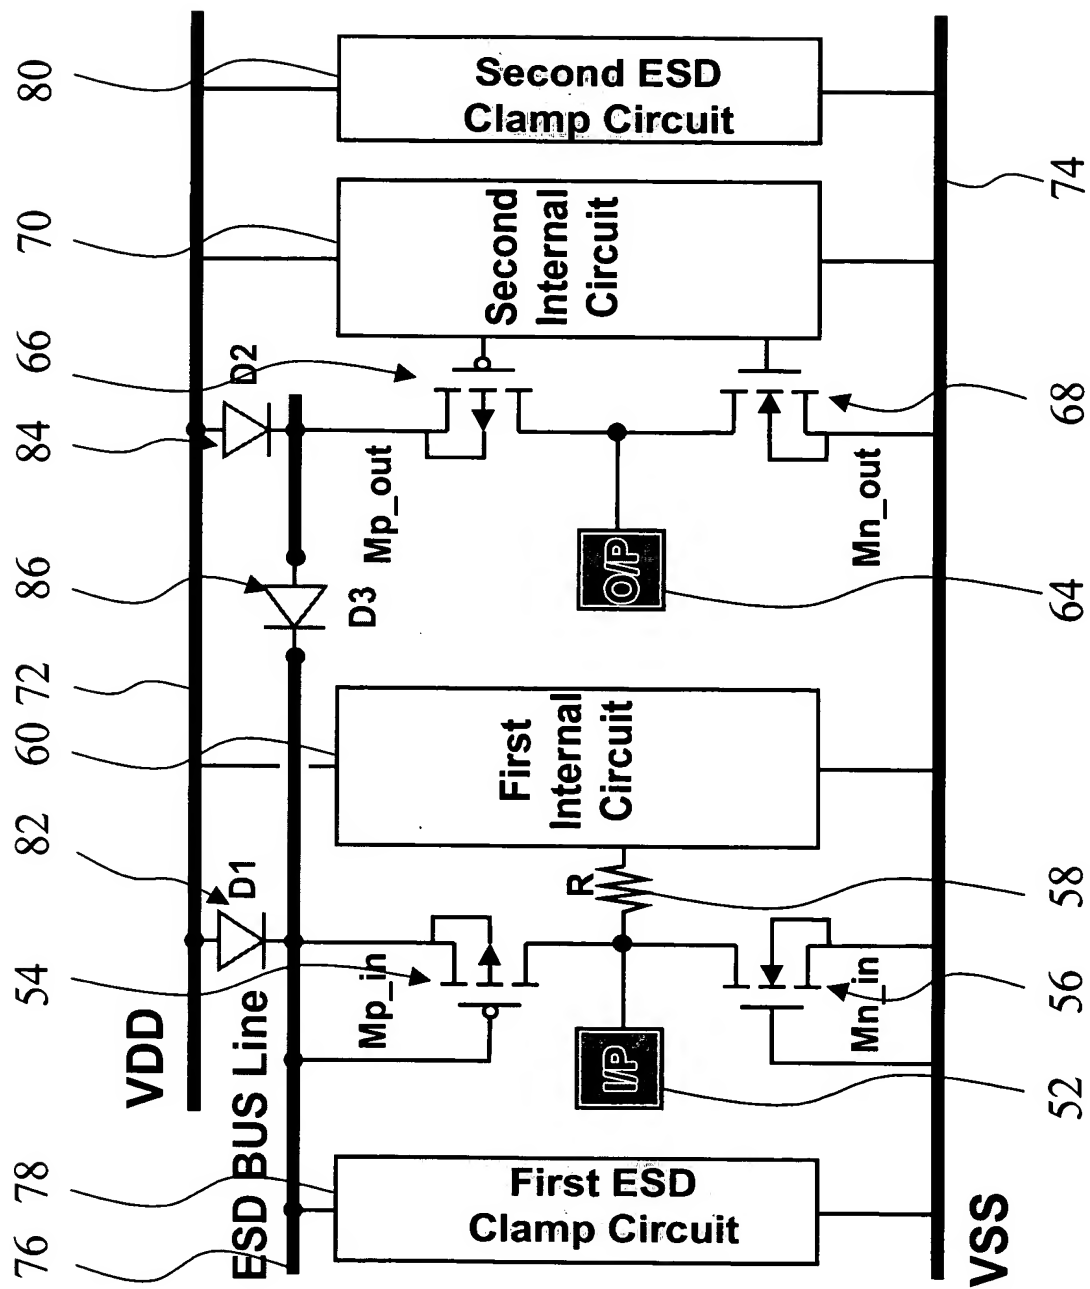 80
70
66
84
86
72
60
82
54
78
76
VDD
ESD BUS Line
D2
D3
D1
Second ESD
Clamp Circuit
Second
Internal
Circuit
Mp_out
Mn_out
O/P
First
Internal
Circuit
R
Mp_in
Mn_in
I/P
First ESD
Clamp Circuit
VSS
74
68
64
58
56
52